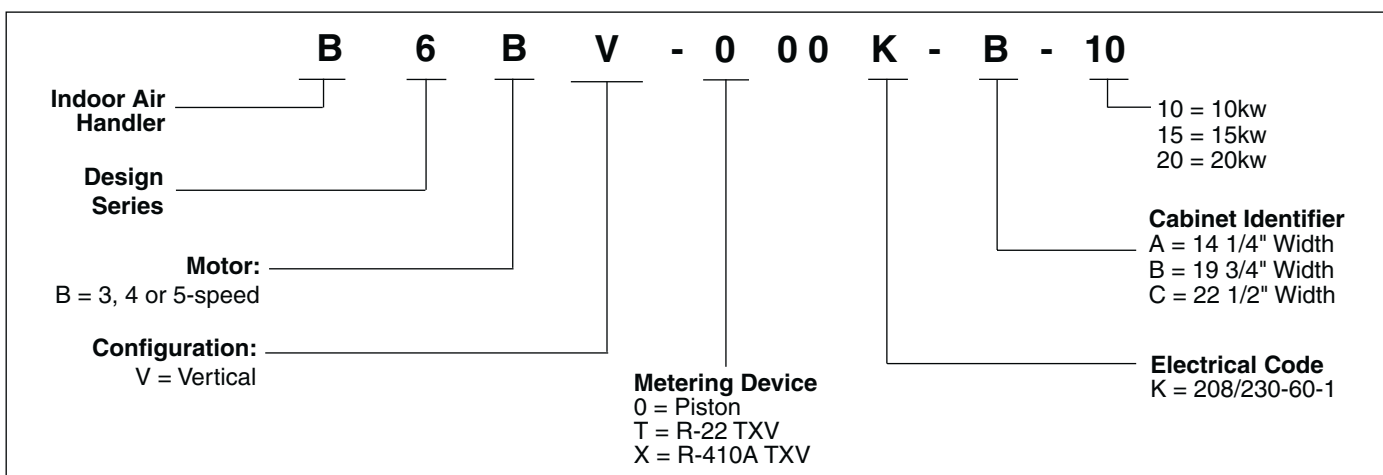 B 6 B V - 0 0 0 K - B - 10
Indoor Air
Handler
Design
Series
Motor:
B = 3, 4 or 5-speed
Configuration:
V = Vertical
Metering Device
0 = Piston
T = R-22 TXV
X = R-410A TXV
10 = 10kw
15 = 15kw
20 = 20kw
Cabinet Identifier
A = 14 1/4" Width
B = 19 3/4" Width
C = 22 1/2" Width
Electrical Code
K = 208/230-60-1